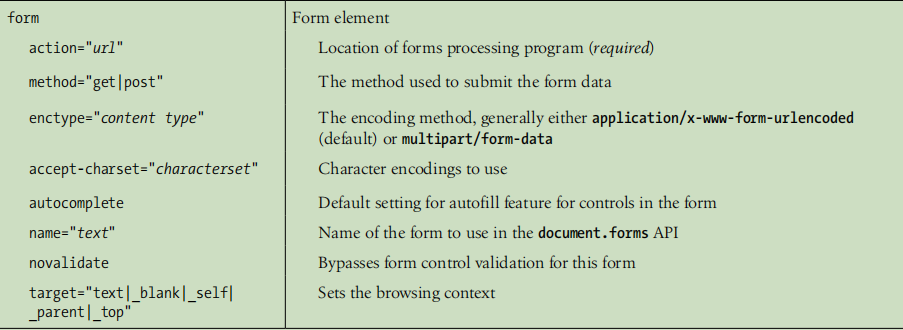 form Form element
action="url" Location of forms processing program (required)
method="get|post" The method used to submit the form data
enctype="content type" The encoding method, generally either application/x-www-form-urlencoded
(default) or multipart/form-data
accept-charset="characterset" Character encodings to use
autocomplete Default setting for autofill feature for controls in the form
name="text" Name of the form to use in the document.forms API
novalidate Bypasses form control validation for this form
target="text|_blank|_self| Sets the browsing context
_parent|_top"